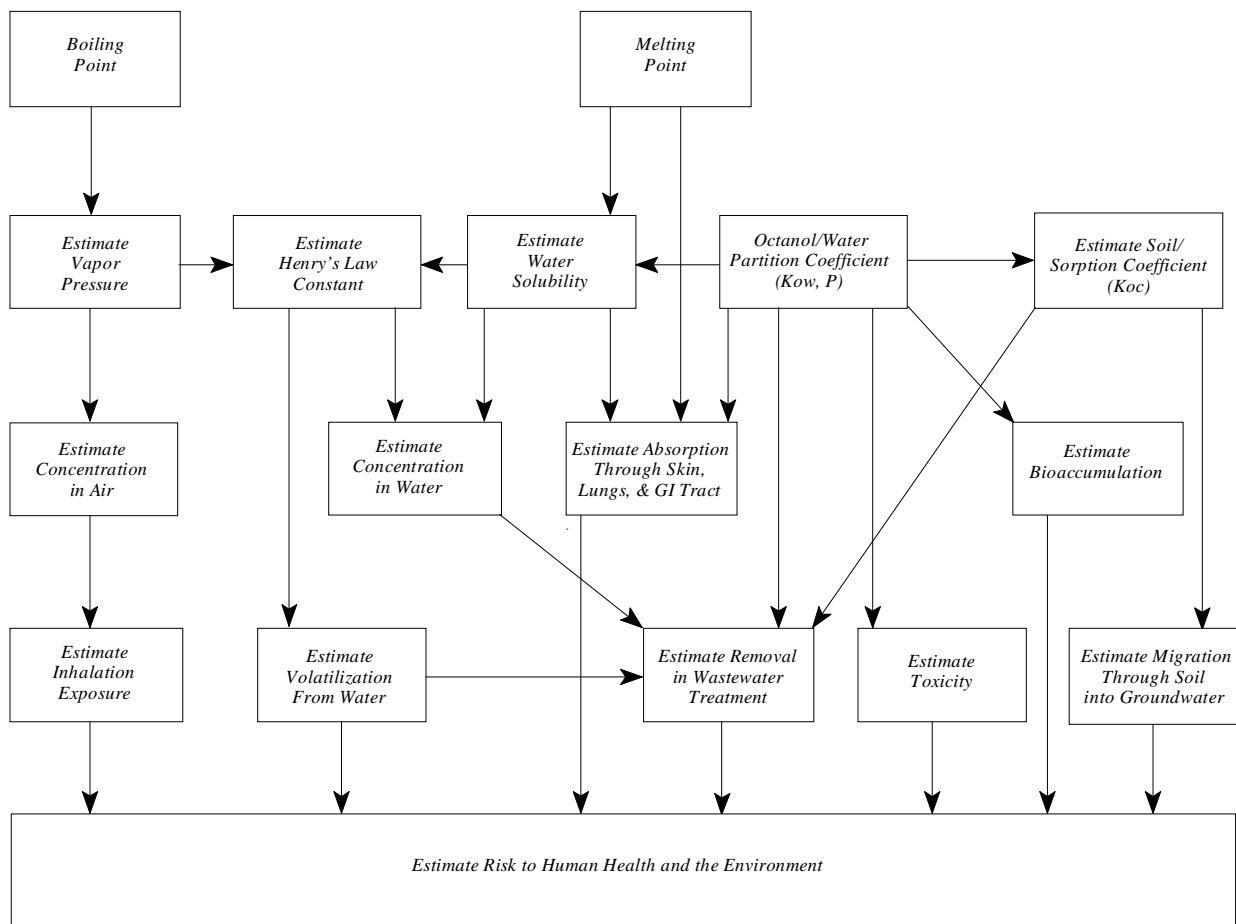 Boiling
Point
Melting
Point
Estimate
Vapor
Pressure
Estimate
Henry's Law
Constant
Estimate
Water
Solubility
Octanol/Water
Partition Coefficient
(Kow, P)
Estimate Soil/
Sorption Coefficient
(Koc)
Estimate
Concentration
in Air
Estimate
Concentration
in Water
Estimate Absorption
Through Skin,
Lungs, & GI Tract
Estimate
Bioaccumulation
Estimate
Inhalation
Exposure
Estimate
Volatilization
From Water
Estimate Removal
in Wastewater
Treatment
Estimate
Toxicity
Estimate Migration
Through Soil
into Groundwater
Estimate Risk to Human Health and the Environment